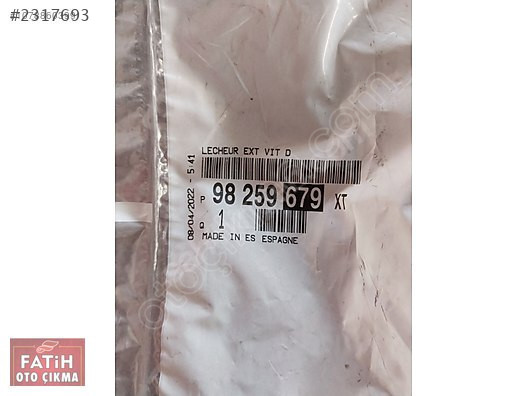 #2317693
LECHEUR EXT VIT D
08/04/2022 - 5:41
P 98 259 679 XT
Q 1
MADE IN ES ESPAGNE
FATİH
OTO ÇIKMA